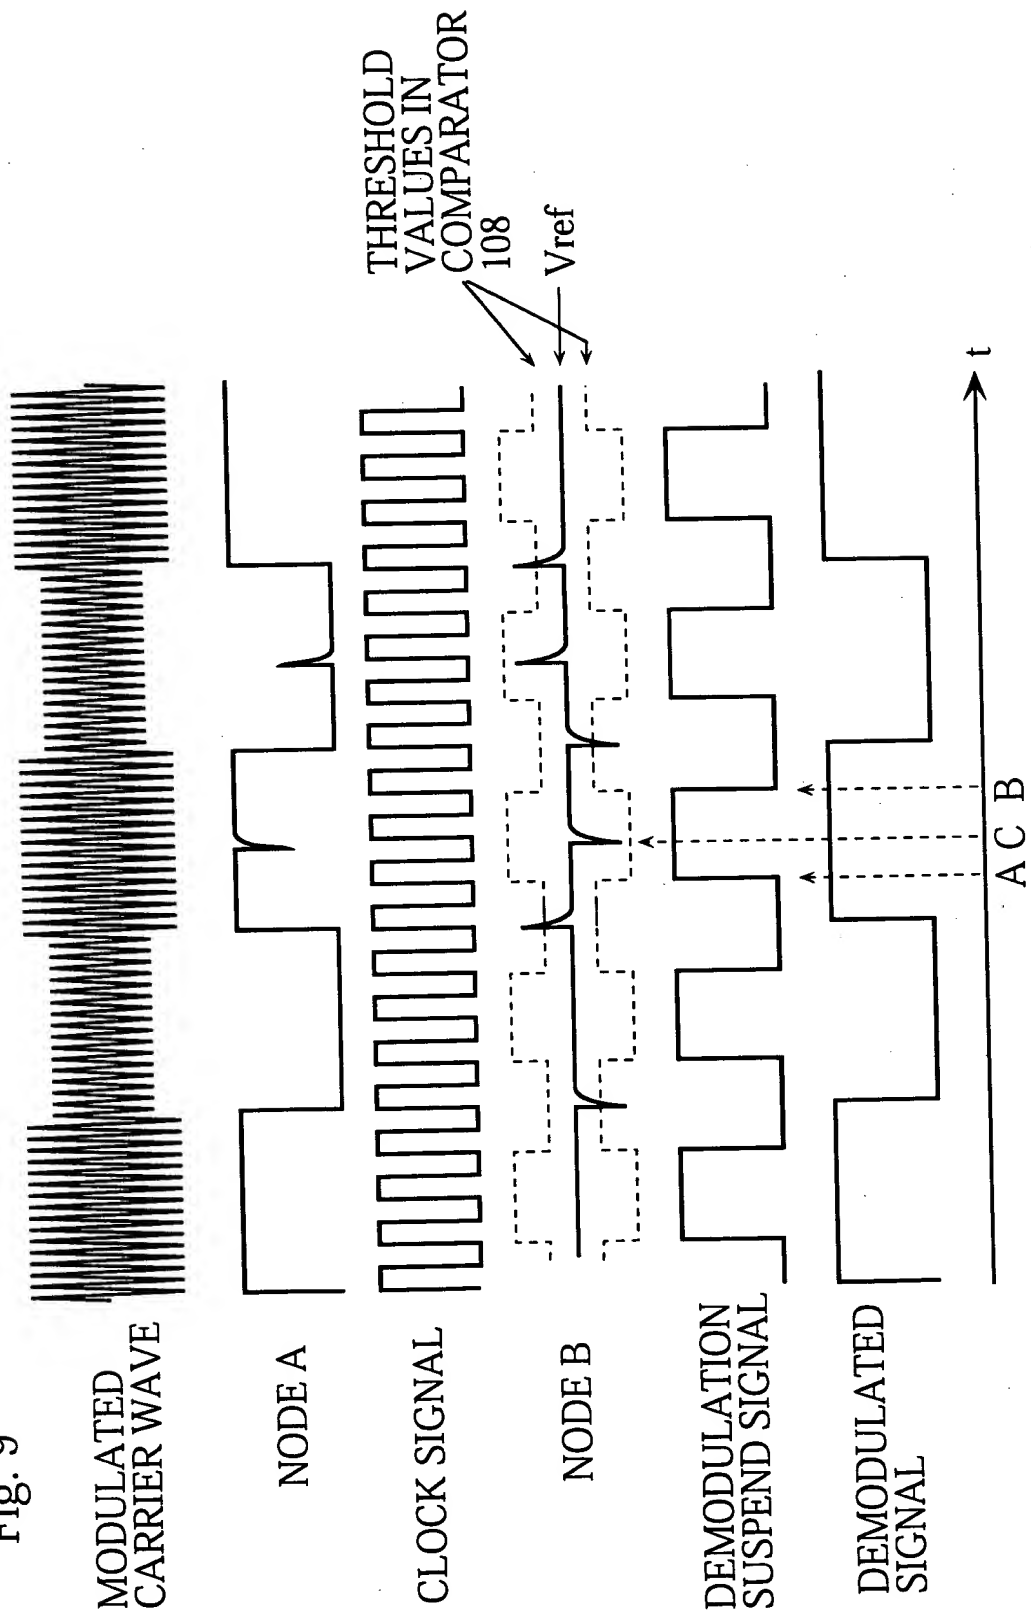 Fig. 9
MODULATED
CARRIER WAVE
NODE A
CLOCK SIGNAL
NODE B
THRESHOLD
VALUES IN
COMPARATOR
108
Vref
DEMODULATION
SUSPEND SIGNAL
DEMODULATED
SIGNAL
A C B
t